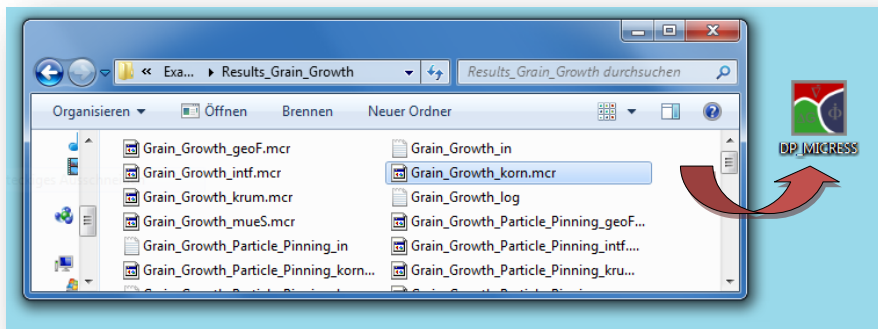 « Exa... ▸ Results_Grain_Growth
Results_Grain_Growth durchsuchen
Organisieren
Öffnen
Brennen
Neuer Ordner
Grain_Growth_geoF.mcr
Grain_Growth_in
Grain_Growth_intf.mcr
Grain_Growth_korn.mcr
Grain_Growth_krum.mcr
Grain_Growth_log
Grain_Growth_mueS.mcr
Grain_Growth_Particle_Pinning_geoF...
Grain_Growth_Particle_Pinning_in
Grain_Growth_Particle_Pinning_intf....
Grain_Growth_Particle_Pinning_korn...
Grain_Growth_Particle_Pinning_kru...
DP_MICRESS